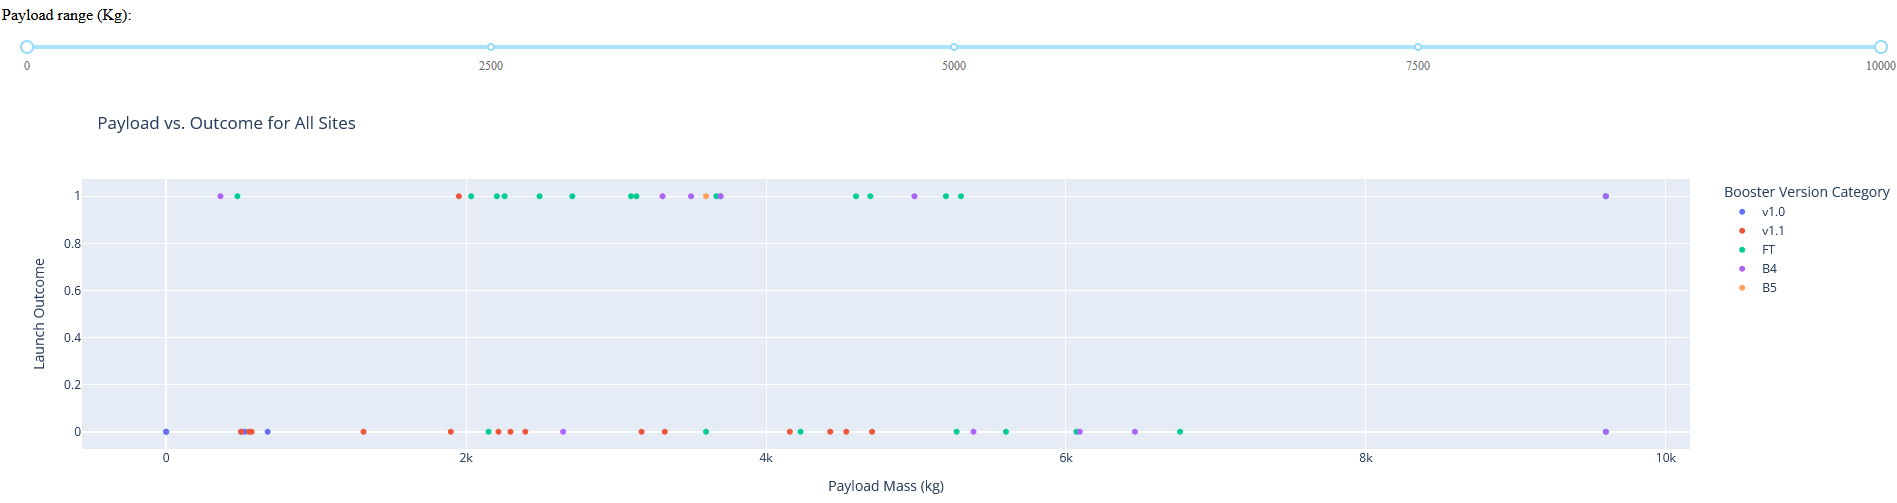 Payload range (Kg):
0 2500 5000 7500 10000
Payload vs. Outcome for All Sites
Booster Version Category
v1.0
v1.1
FT
B4
B5
Launch Outcome
1
0.8
0.6
0.4
0.2
0
0 2k 4k 6k 8k 10k
Payload Mass (kg)